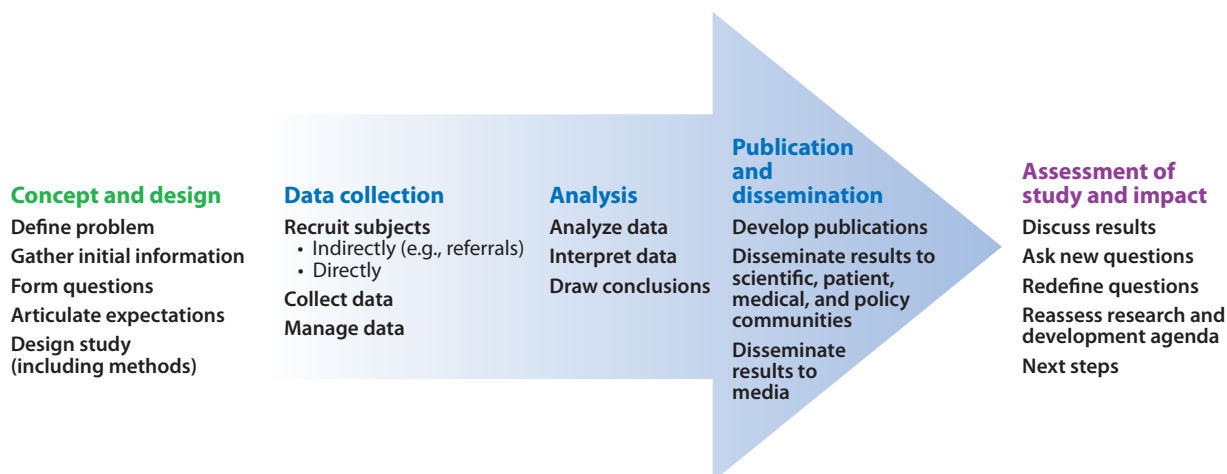 Concept and design
Define problem
Gather initial information
Form questions
Articulate expectations
Design study
(including methods)
Data collection
Recruit subjects
• Indirectly (e.g., referrals)
• Directly
Collect data
Manage data
Analysis
Analyze data
Interpret data
Draw conclusions
Publication
and
dissemination
Develop publications
Disseminate results to
scientific, patient,
medical, and policy
communities
Disseminate
results to
media
Assessment of
study and impact
Discuss results
Ask new questions
Redefine questions
Reassess research and
development agenda
Next steps